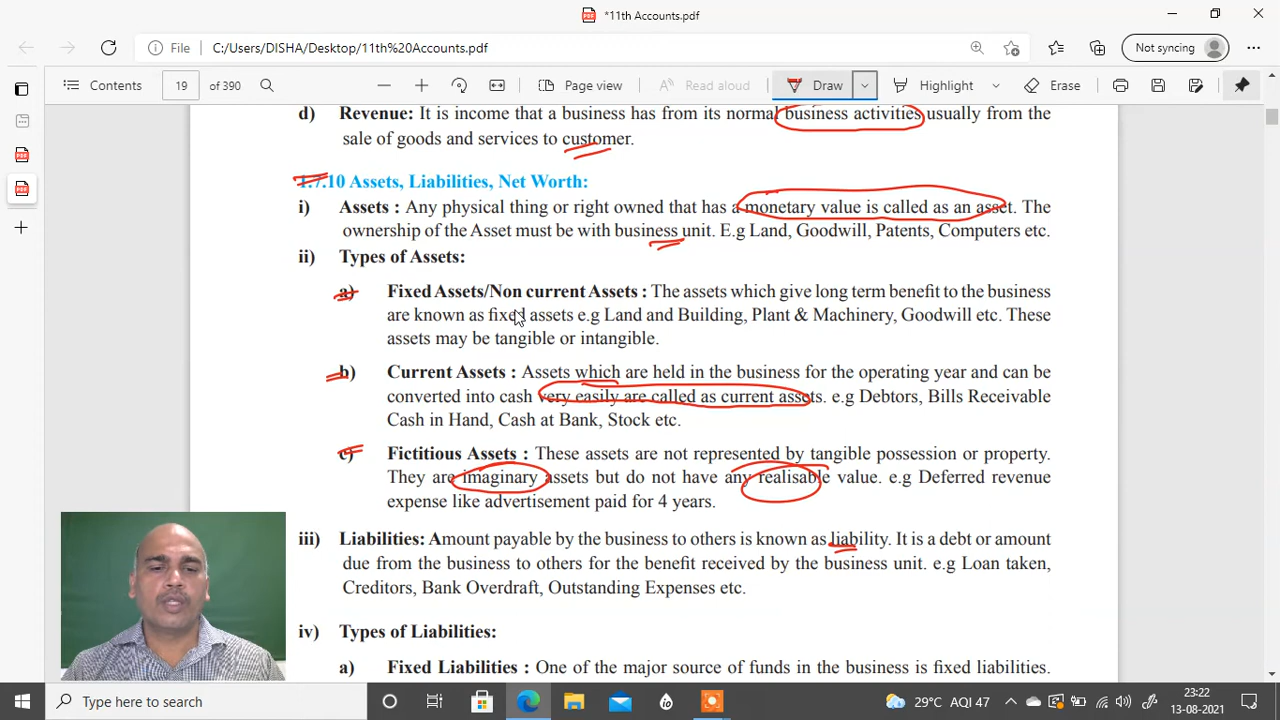 *11th Accounts.pdf
File C:/Users/DISHA/Desktop/11th%20Accounts.pdf Not syncing
Contents 19 of 390 Page view Read aloud Draw Highlight Erase
d) Revenue: It is income that a business has from its normal business activities usually from the
sale of goods and services to customer.
1.7.10 Assets, Liabilities, Net Worth:
i) Assets : Any physical thing or right owned that has a monetary value is called as an asset. The
ownership of the Asset must be with business unit. E.g Land, Goodwill, Patents, Computers etc.
ii) Types of Assets:
a) Fixed Assets/Non current Assets : The assets which give long term benefit to the business
are known as fixed assets e.g Land and Building, Plant & Machinery, Goodwill etc. These
assets may be tangible or intangible.
b) Current Assets : Assets which are held in the business for the operating year and can be
converted into cash very easily are called as current assets. e.g Debtors, Bills Receivable
Cash in Hand, Cash at Bank, Stock etc.
c) Fictitious Assets : These assets are not represented by tangible possession or property.
They are imaginary assets but do not have any realisable value. e.g Deferred revenue
expense like advertisement paid for 4 years.
iii) Liabilities: Amount payable by the business to others is known as liability. It is a debt or amount
due from the business to others for the benefit received by the business unit. e.g Loan taken,
Creditors, Bank Overdraft, Outstanding Expenses etc.
iv) Types of Liabilities:
a) Fixed Liabilities : One of the major source of funds in the business is fixed liabilities.
Type here to search 29°C AQI 47 23:22
13-08-2021